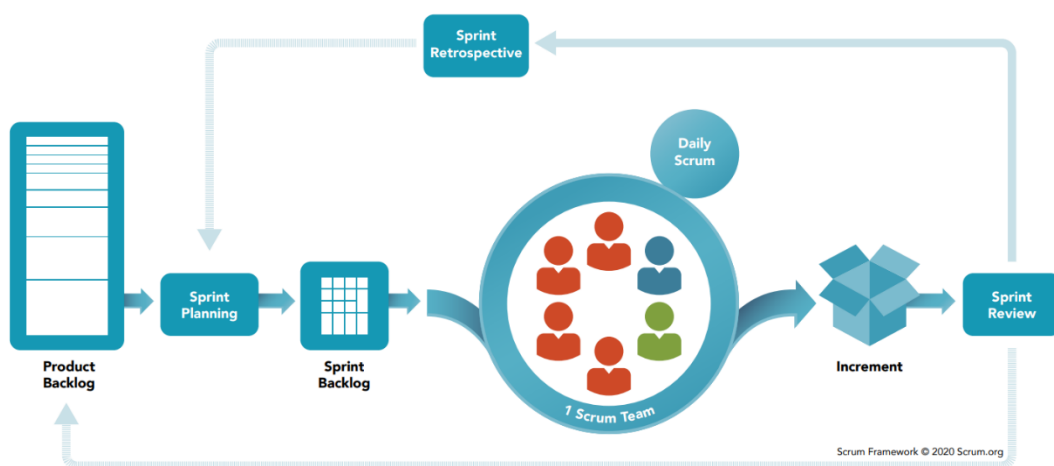 Sprint
Retrospective
Daily
Scrum
Sprint
Planning
Sprint
Review
Product
Backlog
Sprint
Backlog
Increment
1 Scrum Team
Scrum Framework © 2020 Scrum.org